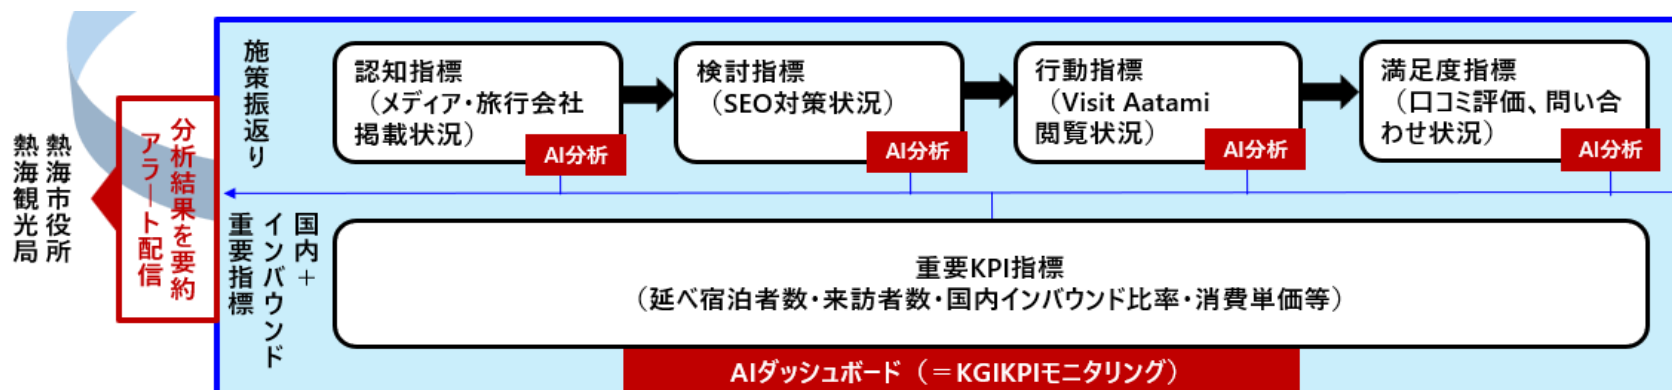 熱海市役所
熱海観光局
分析結果を要約
アラート配信
施策振返り
認知指標
（メディア・旅行会社
掲載状況）
AI分析
検討指標
（SEO対策状況）
AI分析
行動指標
（Visit Aatami
閲覧状況）
AI分析
満足度指標
（口コミ評価、問い合
わせ状況）
AI分析
国内＋
インバウンド
重要指標
重要KPI指標
（延べ宿泊者数・来訪者数・国内インバウンド比率・消費単価等）
AIダッシュボード（＝KGIKPIモニタリング）